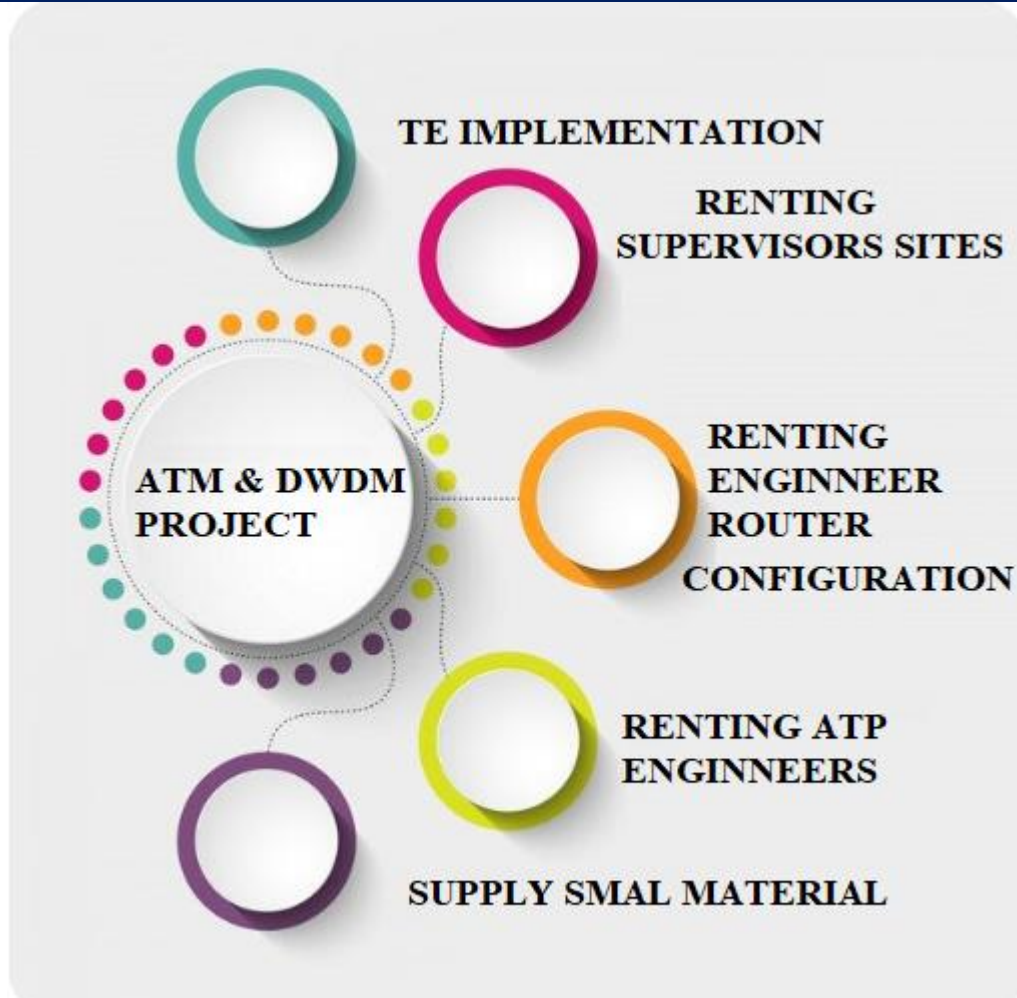 TE IMPLEMENTATION
RENTING
SUPERVISORS SITES
ATM & DWDM
PROJECT
RENTING
ENGINNEER
ROUTER
CONFIGURATION
RENTING ATP
ENGINNEERS
SUPPLY SMAL MATERIAL